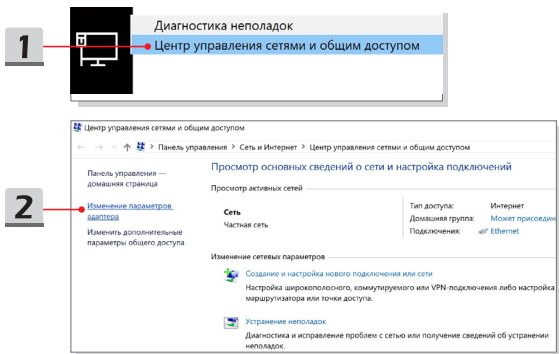 1
Диагностика неполадок
Центр управления сетями и общим доступом
Центр управления сетями и общим доступом
Панель управления > Сеть и Интернет > Центр управления сетями и общим доступом
2
Панель управления —
домашняя страница
Изменение параметров
адаптера
Изменить дополнительные
параметры общего доступа
Просмотр основных сведений о сети и настройка подключений
Просмотр активных сетей
Сеть
Частная сеть
Тип доступа: Интернет
Домашняя группа: Может присоедин
Подключения: Ethernet
Изменение сетевых параметров
Создание и настройка нового подключения или сети
Настройка широкополосного, коммутируемого или VPN-подключения либо настройка
маршрутизатора или точки доступа.
Устранение неполадок
Диагностика и исправление проблем с сетью или получение сведений об устранении
неполадок.